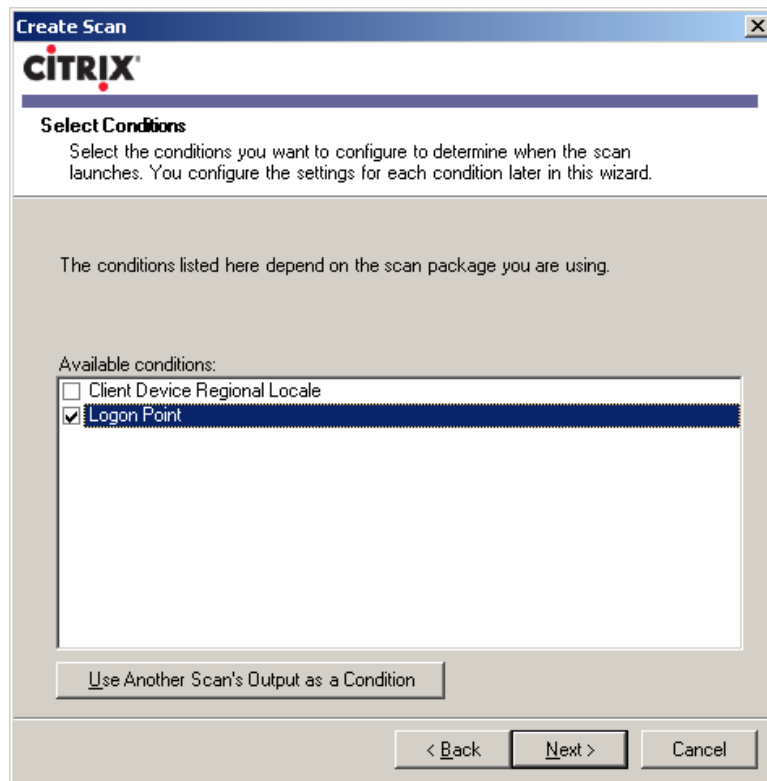 Create Scan
CİTRIX
Select Conditions
Select the conditions you want to configure to determine when the scan
launches. You configure the settings for each condition later in this wizard.
The conditions listed here depend on the scan package you are using.
Available conditions:
Client Device Regional Locale
Logon Point
Use Another Scan's Output as a Condition
< Back
Next >
Cancel